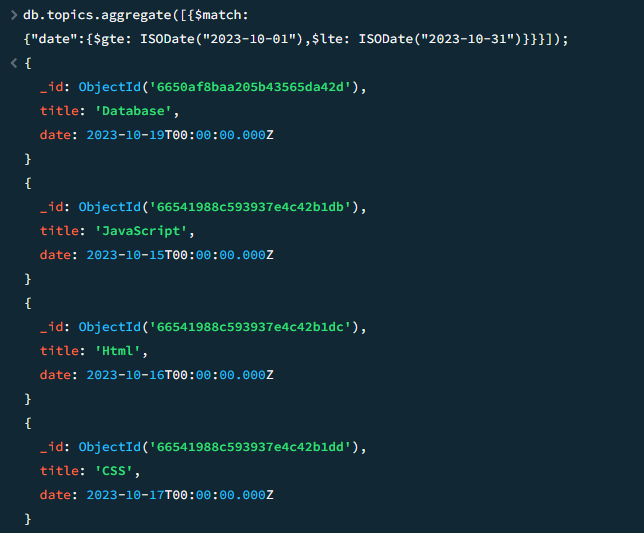 > db.topics.aggregate([{$match:
{"date":{$gte: ISODate("2023-10-01"),$lte: ISODate("2023-10-31")}}}]);
< {
_id: ObjectId('6650af8baa205b43565da42d'),
title: 'Database',
date: 2023-10-19T00:00:00.000Z
}
{
_id: ObjectId('66541988c593937e4c42b1db'),
title: 'JavaScript',
date: 2023-10-15T00:00:00.000Z
}
{
_id: ObjectId('66541988c593937e4c42b1dc'),
title: 'Html',
date: 2023-10-16T00:00:00.000Z
}
{
_id: ObjectId('66541988c593937e4c42b1dd'),
title: 'CSS',
date: 2023-10-17T00:00:00.000Z
}